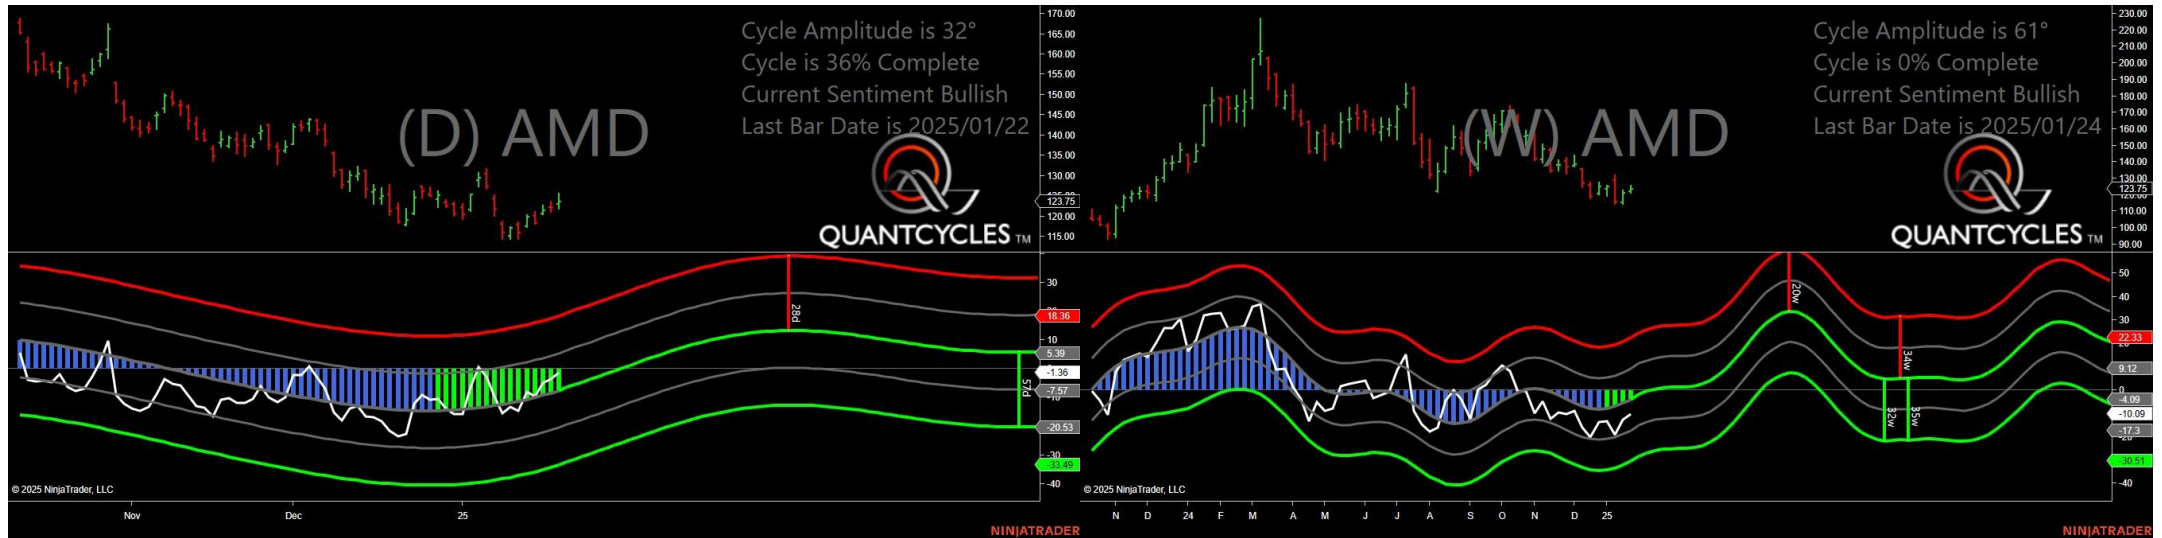 Cycle Amplitude is 32°
Cycle is 36% Complete
Current Sentiment Bullish
Last Bar Date is 2025/01/22
(D) AMD
QUANTCYCLES TM
170.00
165.00
160.00
155.00
150.00
145.00
140.00
135.00
130.00
123.75
120.00
115.00
28d
57d
30
18.36
10
5.39
-1.36
-7.57
-20.53
-30
-33.49
-40
© 2025 NinjaTrader, LLC
Nov
Dec
25
NINJATRADER
Cycle Amplitude is 61°
Cycle is 0% Complete
Current Sentiment Bullish
Last Bar Date is 2025/01/24
(W) AMD
QUANTCYCLES TM
230.00
220.00
210.00
200.00
190.00
180.00
170.00
160.00
150.00
140.00
130.00
123.75
110.00
100.00
90.00
20w
34w
32w
35w
50
40
30
22.33
9.12
0
-4.09
-10.09
-17.3
-30.51
-40
© 2025 NinjaTrader, LLC
N D 24 F M A M J J A S O N D 25
NINJATRADER